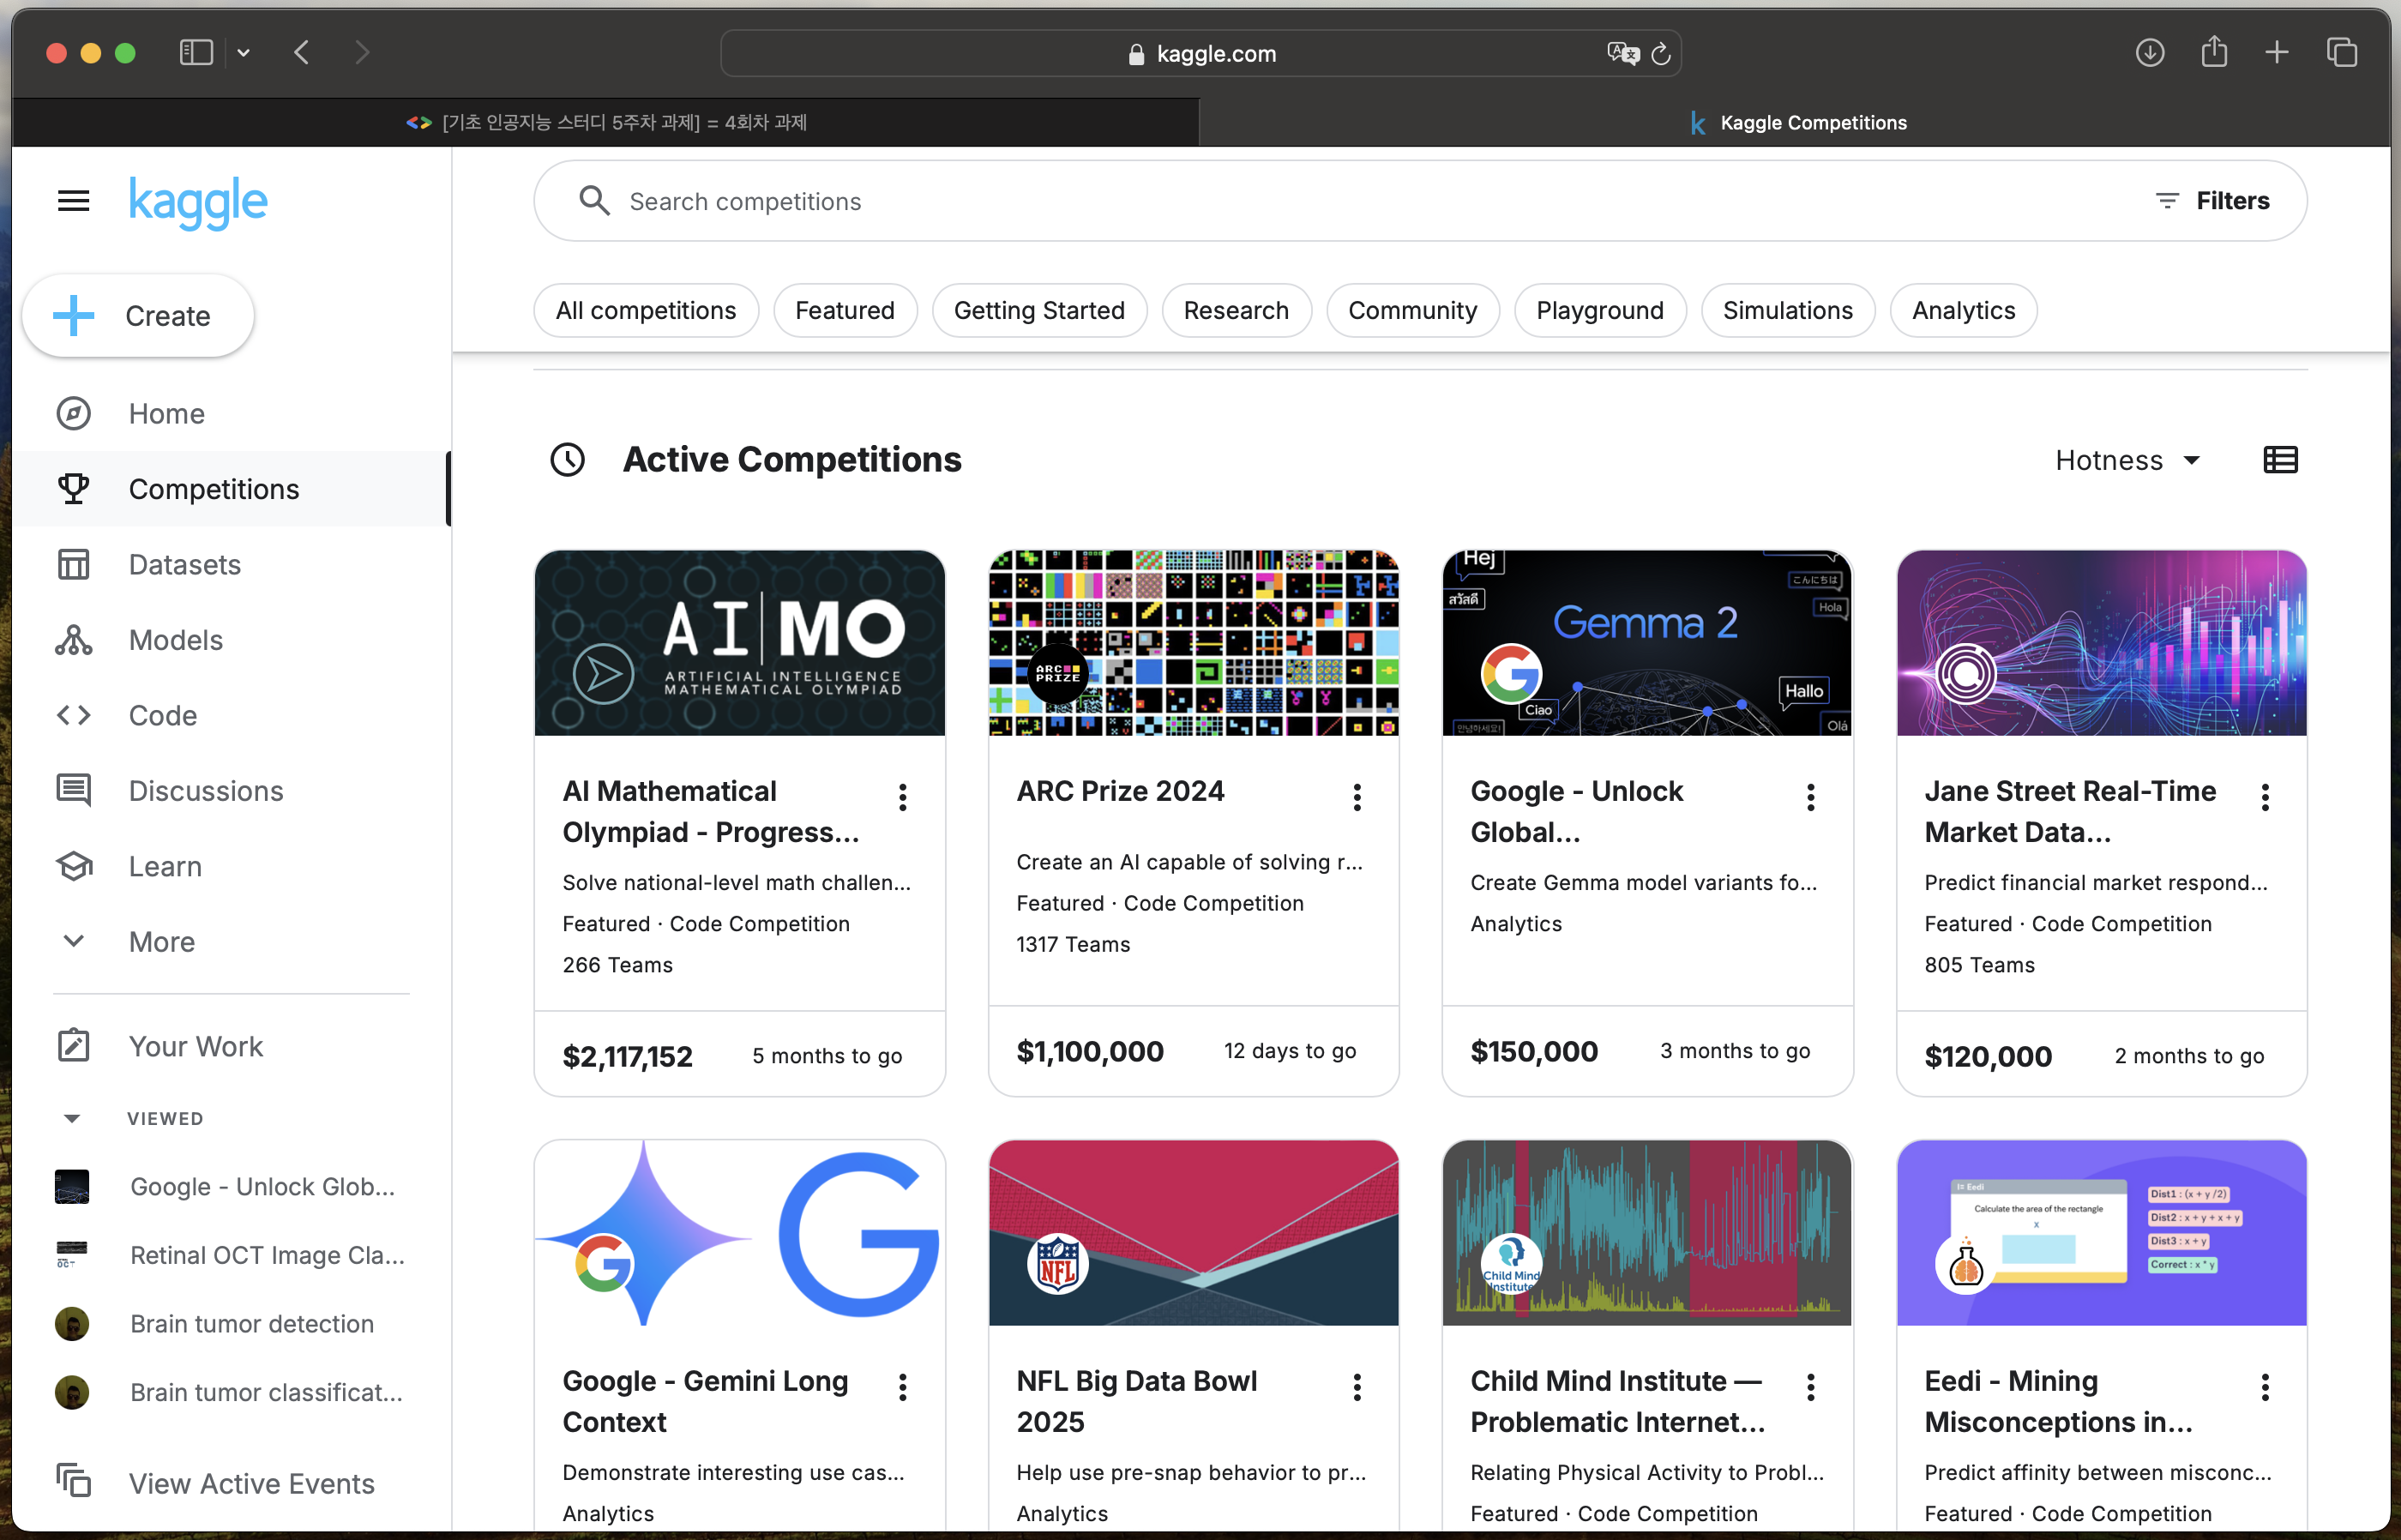 kaggle.com
[기초 인공지능 스터디 5주차 과제] = 4회차 과제
Kaggle Competitions
kaggle
Search competitions
Filters
Create
All competitions
Featured
Getting Started
Research
Community
Playground
Simulations
Analytics
Home
Competitions
Datasets
Models
Code
Discussions
Learn
More
Your Work
VIEWED
Google - Unlock Glob...
Retinal OCT Image Cla...
Brain tumor detection
Brain tumor classificat...
View Active Events
Active Competitions
Hotness
AI|MO
ARTIFICIAL INTELLIGENCE
MATHEMATICAL OLYMPIAD
AI Mathematical
Olympiad - Progress...
Solve national-level math challen...
Featured · Code Competition
266 Teams
$2,117,152
5 months to go
ARC PRIZE
ARC Prize 2024
Create an AI capable of solving r...
Featured · Code Competition
1317 Teams
$1,100,000
12 days to go
Hej
こんにちは
สวัสดี
Hola
Gemma 2
Hallo
Ciao
안녕하세요!
Olá
Google - Unlock
Global...
Create Gemma model variants fo...
Analytics
$150,000
3 months to go
Jane Street Real-Time
Market Data...
Predict financial market respond...
Featured · Code Competition
805 Teams
$120,000
2 months to go
Google - Gemini Long
Context
Demonstrate interesting use cas...
Analytics
NFL
NFL Big Data Bowl
2025
Help use pre-snap behavior to pr...
Analytics
Child Mind
Institute
Child Mind Institute —
Problematic Internet...
Relating Physical Activity to Probl...
Featured · Code Competition
Eedi
Calculate the area of the rectangle
x
Dist1 : (x + y /2)
Dist2 : x + y + x + y
Dist3 : x + y
Correct : x * y
Eedi - Mining
Misconceptions in...
Predict affinity between misconc...
Featured · Code Competition